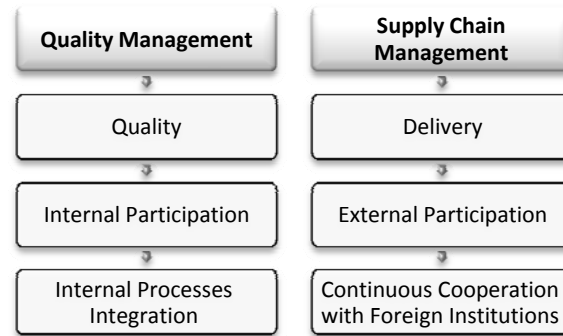 Quality Management
Quality
Internal Participation
Internal Processes
Integration
Supply Chain
Management
Delivery
External Participation
Continuous Cooperation
with Foreign Institutions